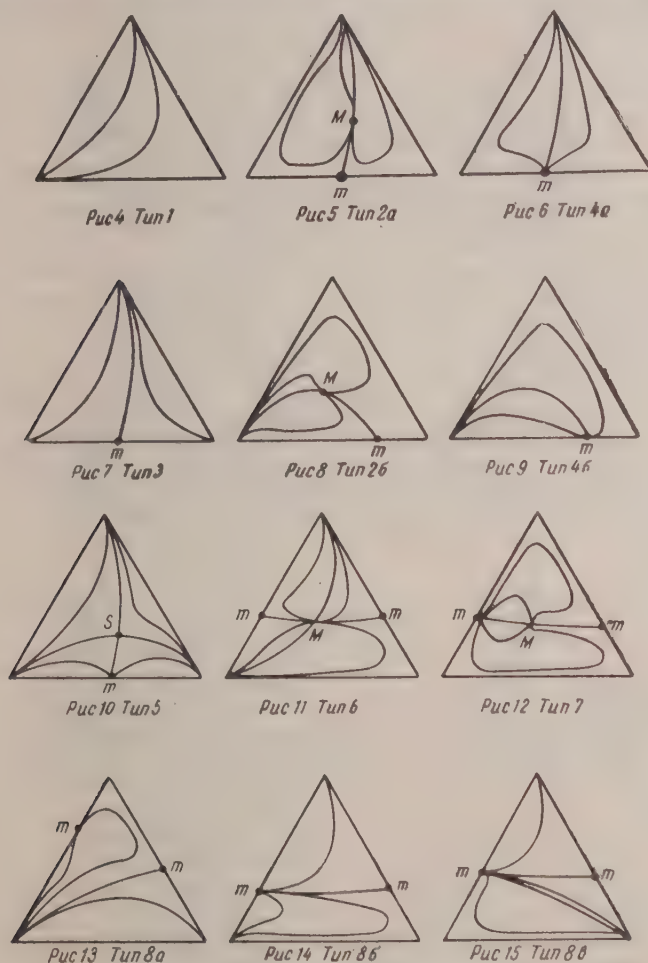 M
m
m
Рис 4 Тип 1
Рис 5 Тип 2а
Рис 6 Тип 4а
M
m
m
m
Рис 7 Тип 3
Рис 8 Тип 2б
Рис 9 Тип 4б
S
m
m
m
M
m
m
M
Рис 10 Тип 5
Рис 11 Тип 6
Рис 12 Тип 7
m
m
m
m
m
m
Рис 13 Тип 8а
Рис 14 Тип 8б
Рис 15 Тип 8в